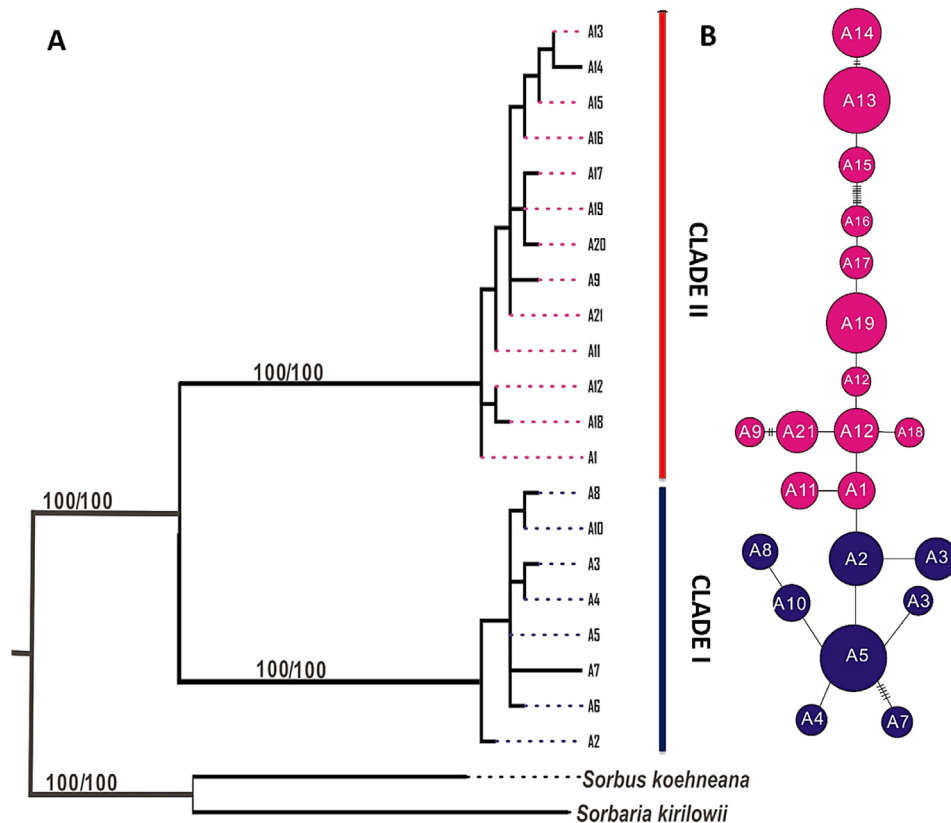 A
B
A13
A14
A15
A16
A17
A19
A20
A9
A21
A11
A12
A18
A1
A8
A10
A3
A4
A5
A7
A6
A2
100/100
100/100
100/100
100/100
Sorbus koehneana
Sorbaria kirilowii
CLADE II
CLADE I
A14
A13
A15
A16
A17
A19
A12
A9 A21 A12 A18
A11 A1
A8 A2 A3
A10 A3
A5
A4 A7